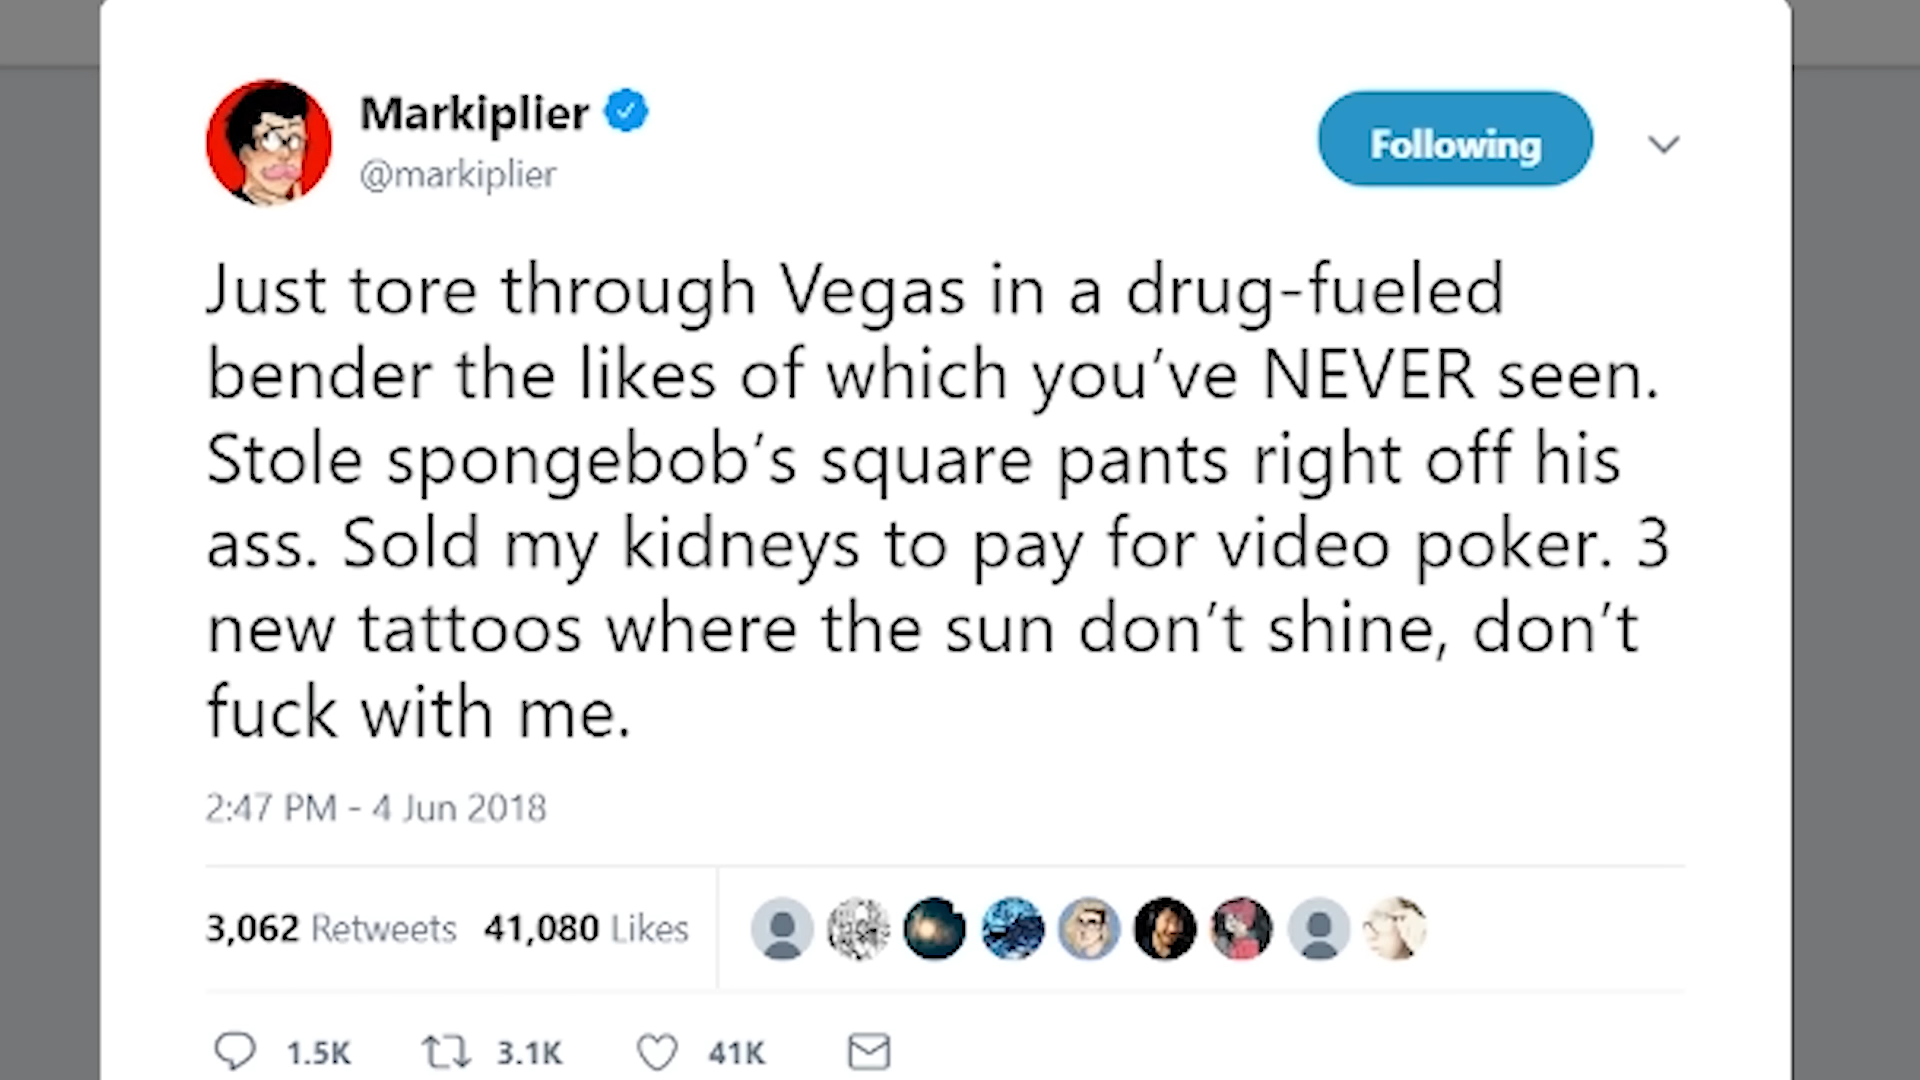 Markiplier
@markiplier
Following
Just tore through Vegas in a drug-fueled
bender the likes of which you’ve NEVER seen.
Stole spongebob’s square pants right off his
ass. Sold my kidneys to pay for video poker. 3
new tattoos where the sun don’t shine, don’t
fuck with me.
2:47 PM - 4 Jun 2018
3,062 Retweets 41,080 Likes
1.5K 3.1K 41K